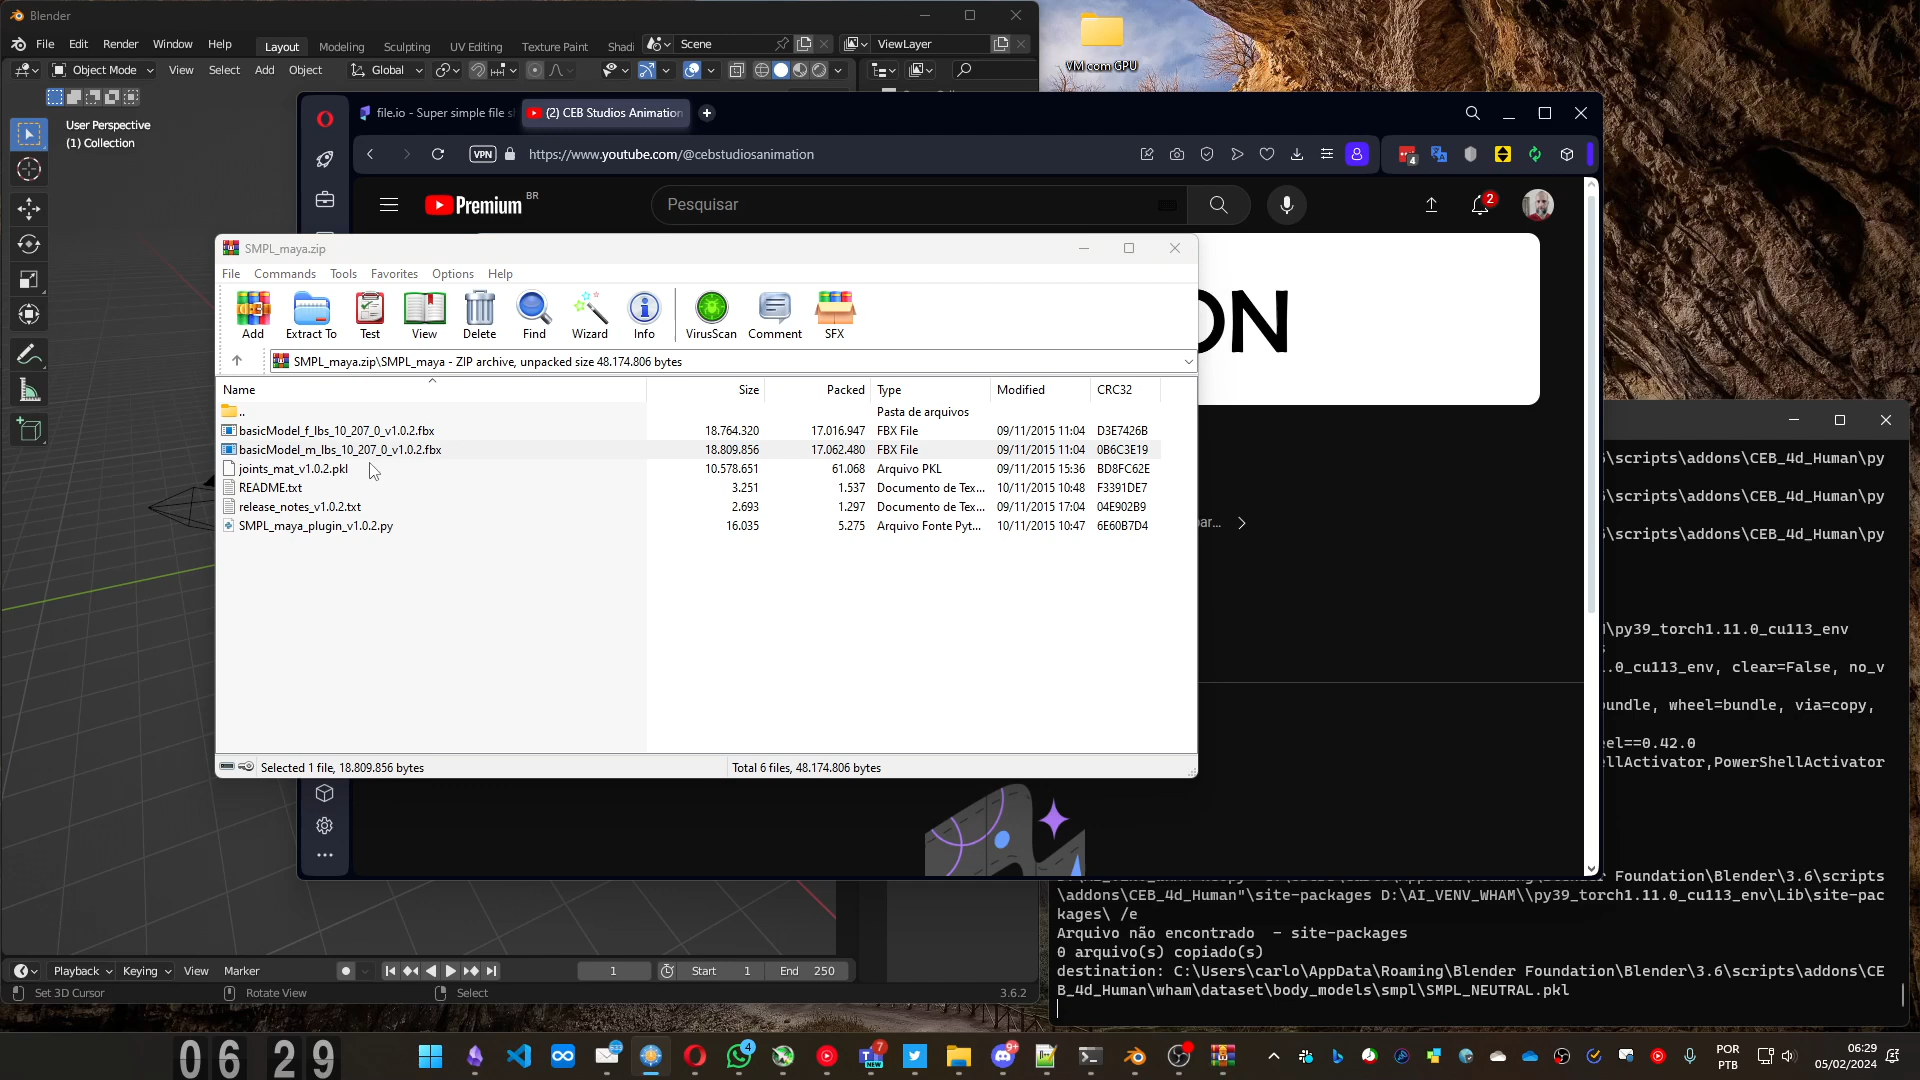 Blender
File Edit Render Window Help
Layout Modeling Sculpting UV Editing Texture Paint Shadi
Scene
ViewLayer
Object Mode
View Select Add Object
Global
User Perspective
(1) Collection
VM com GPU
file.io - Super simple file s
(2) CEB Studios Animation
VPN
https://www.youtube.com/@cebstudiosanimation
4
Premium BR
Pesquisar
2
ON
SMPL_maya.zip
File Commands Tools Favorites Options Help
Add Extract To Test View Delete Find Wizard Info VirusScan Comment SFX
SMPL_maya.zip\SMPL_maya - ZIP archive, unpacked size 48.174.806 bytes
Name Size Packed Type Modified CRC32
.. Pasta de arquivos
basicModel_f_lbs_10_207_0_v1.0.2.fbx 18.764.320 17.016.947 FBX File 09/11/2015 11:04 D3E7426B
basicModel_m_lbs_10_207_0_v1.0.2.fbx 18.809.856 17.062.480 FBX File 09/11/2015 11:04 0B6C3E19
joints_mat_v1.0.2.pkl 10.578.651 61.068 Arquivo PKL 09/11/2015 15:36 BD8FC62E
README.txt 3.251 1.537 Documento de Tex... 10/11/2015 10:48 F3391DE7
release_notes_v1.0.2.txt 2.693 1.297 Documento de Tex... 09/11/2015 17:04 04E902B9
SMPL_maya_plugin_v1.0.2.py 16.035 5.275 Arquivo Fonte Pyt... 10/11/2015 10:47 6E60B7D4
Selected 1 file, 18.809.856 bytes
Total 6 files, 48.174.806 bytes
par...
\scripts\addons\CEB_4d_Human\py
\scripts\addons\CEB_4d_Human\py
\scripts\addons\CEB_4d_Human\py
\py39_torch1.11.0_cu113_env
.0_cu113_env, clear=False, no_v
undle, wheel=bundle, via=copy,
el==0.42.0
llActivator,PowerShellActivator
Foundation\Blender\3.6\scripts
\addons\CEB_4d_Human"\site-packages D:\AI_VENV_WHAM\\py39_torch1.11.0_cu113_env\Lib\site-pac
kages\ /e
Arquivo não encontrado - site-packages
0 arquivo(s) copiado(s)
destination: C:\Users\carlo\AppData\Roaming\Blender Foundation\Blender\3.6\scripts\addons\CE
B_4d_Human\wham\dataset\body_models\smpl\SMPL_NEUTRAL.pkl
Playback Keying View Marker
1
Start 1 End 250
Set 3D Cursor Rotate View Select
3.6.2
06 29
4
7
NEW
9+
POR
PTB
06:29
05/02/2024